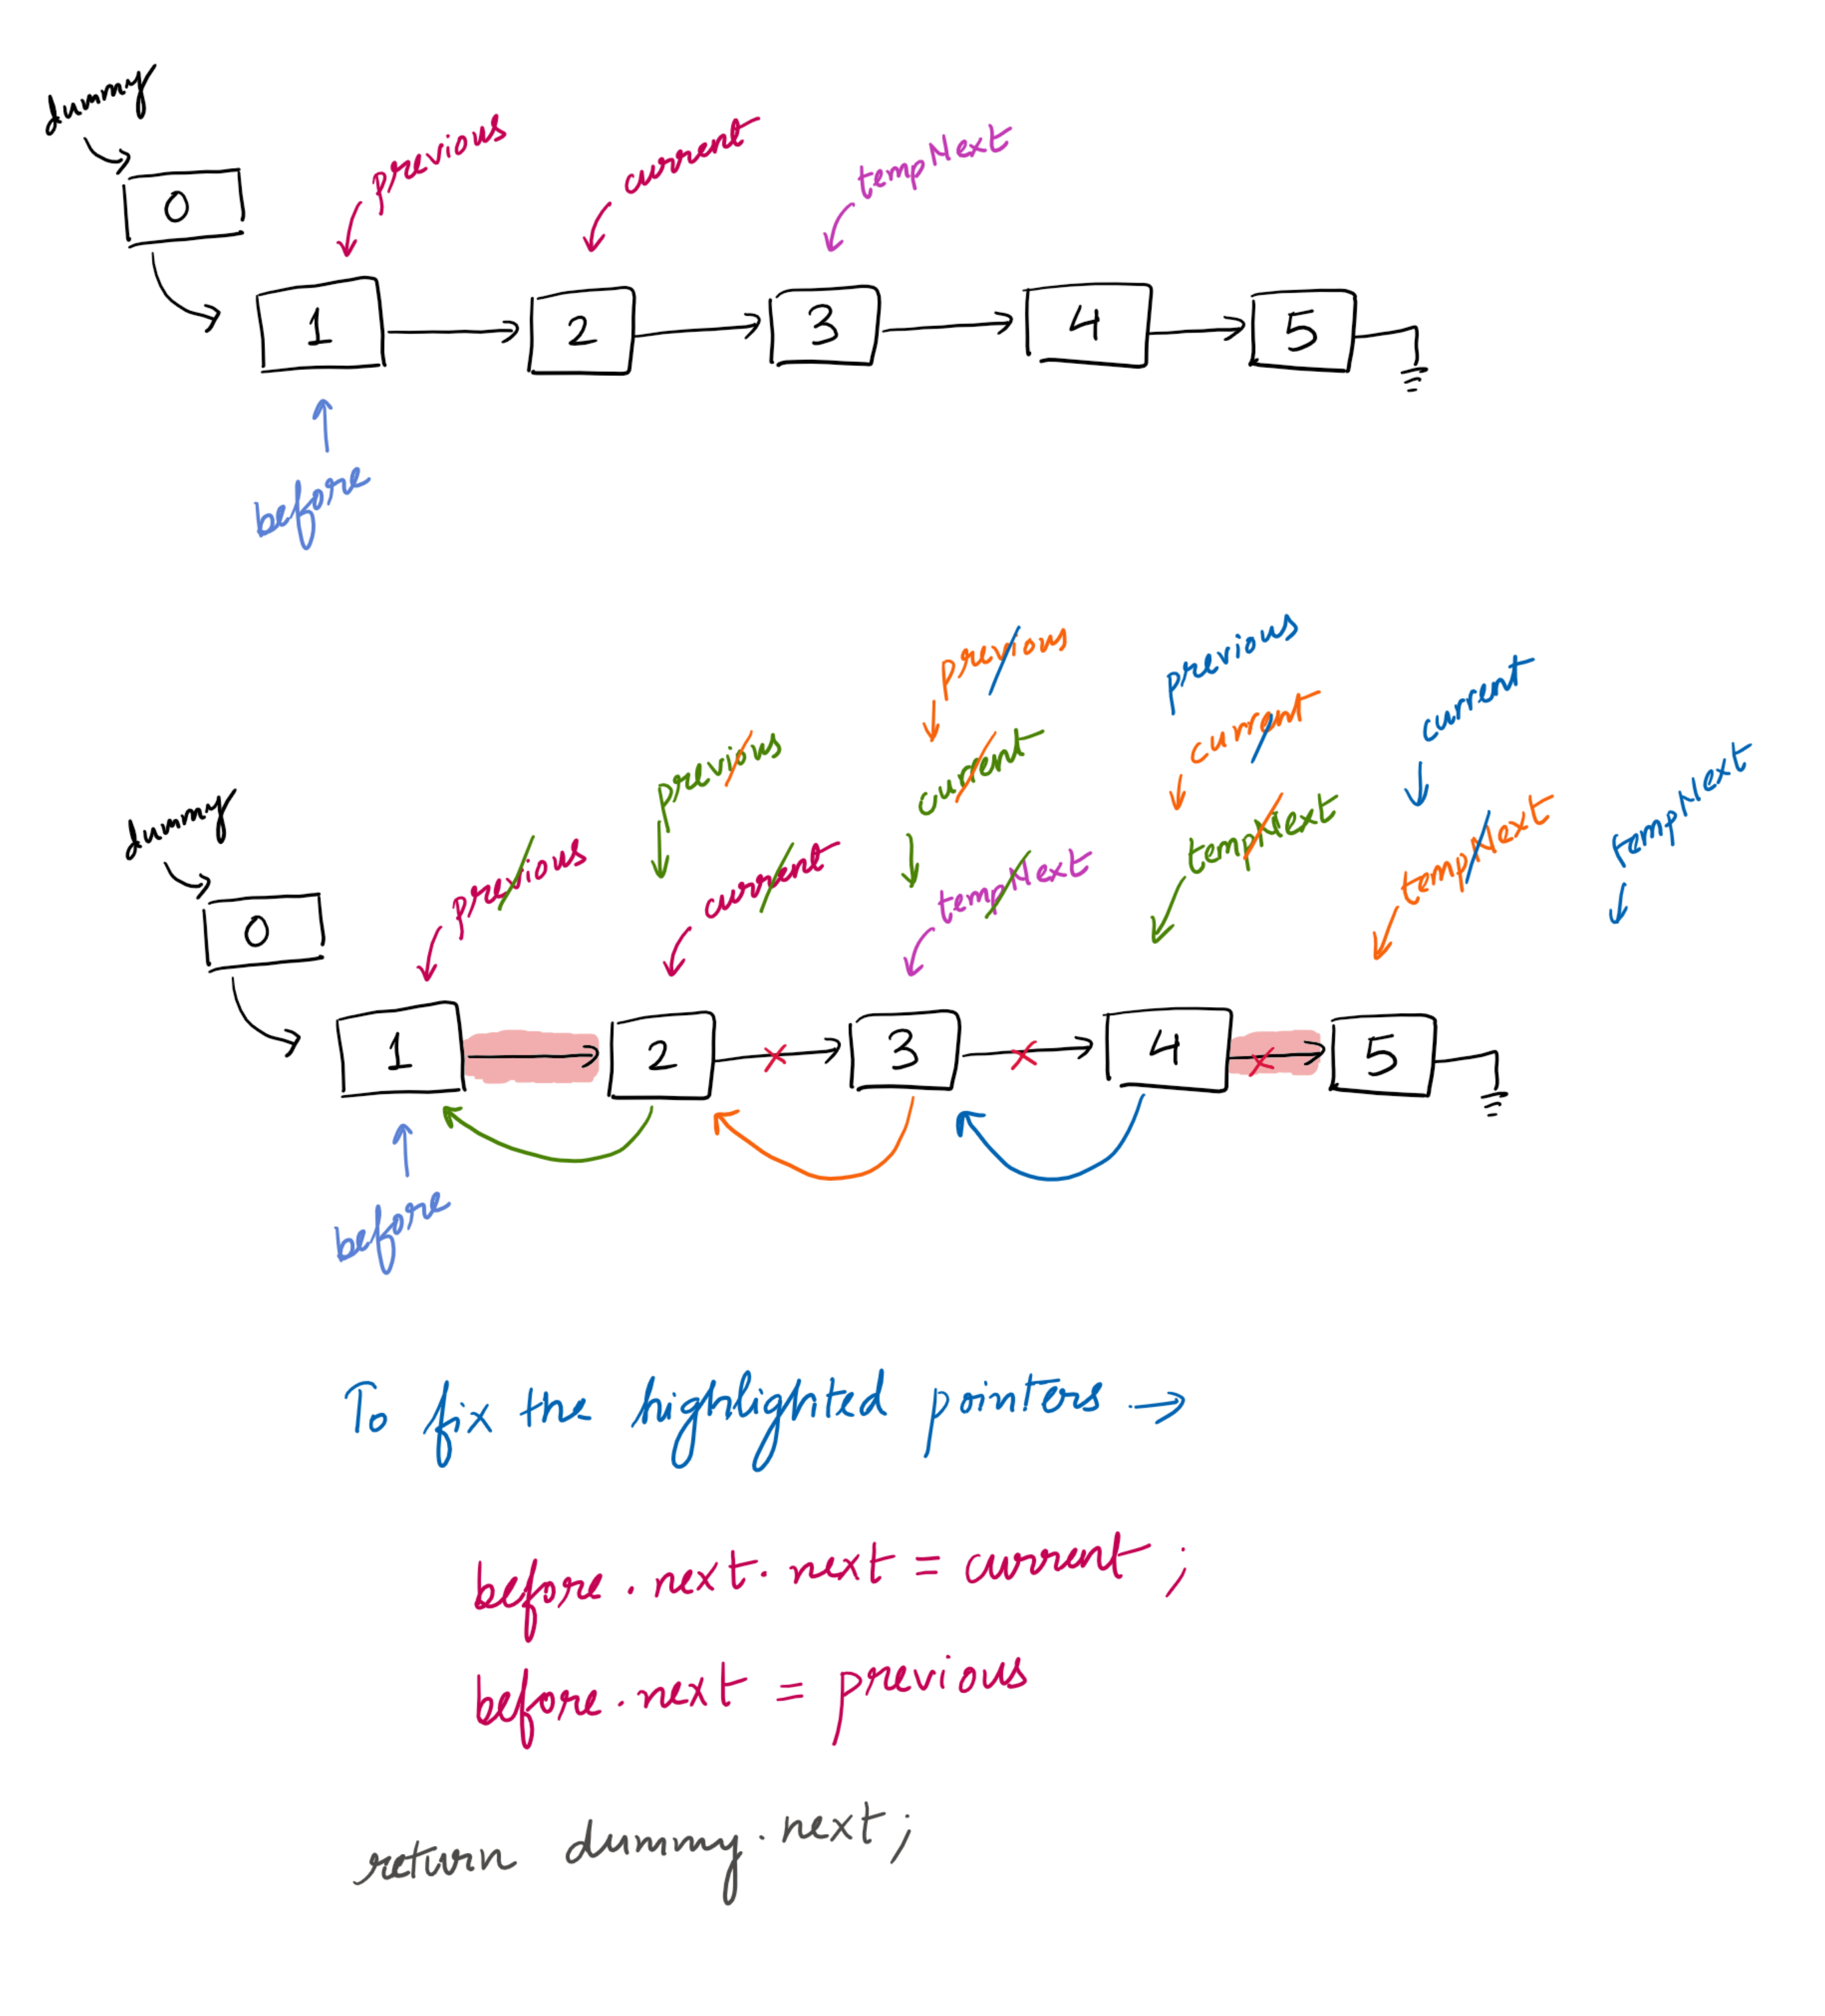 dummy
previous
current
tempNext
0
1
2
3
4
5
before
previous
previous
current
current
previous
current
current
tempNext
dummy
tempNext
tempNext
previous
current
tempNext
0
1
2
3
4
5
before
To fix the highlighted pointers →
before.next.next = current;
before.next = previous
return dummy.next;